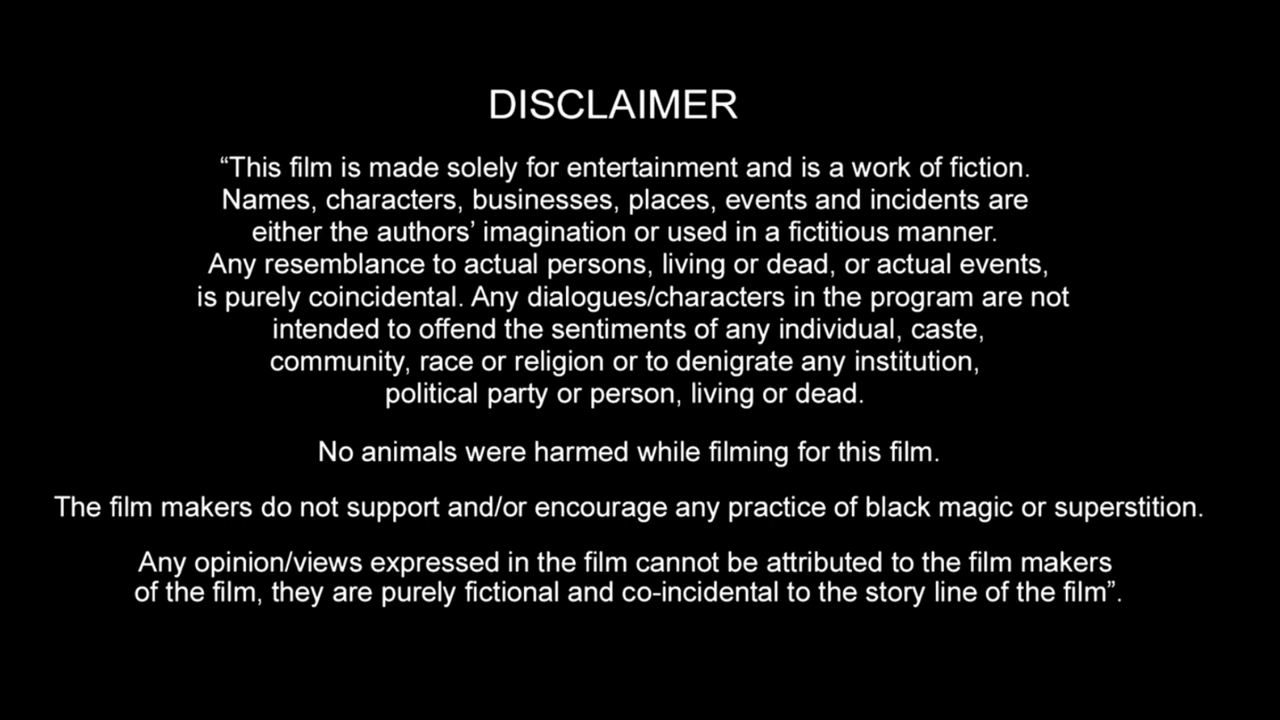 DISCLAIMER
“This film is made solely for entertainment and is a work of fiction.
Names, characters, businesses, places, events and incidents are
either the authors’ imagination or used in a fictitious manner.
Any resemblance to actual persons, living or dead, or actual events,
is purely coincidental. Any dialogues/characters in the program are not
intended to offend the sentiments of any individual, caste,
community, race or religion or to denigrate any institution,
political party or person, living or dead.
No animals were harmed while filming for this film.
The film makers do not support and/or encourage any practice of black magic or superstition.
Any opinion/views expressed in the film cannot be attributed to the film makers
of the film, they are purely fictional and co-incidental to the story line of the film”.